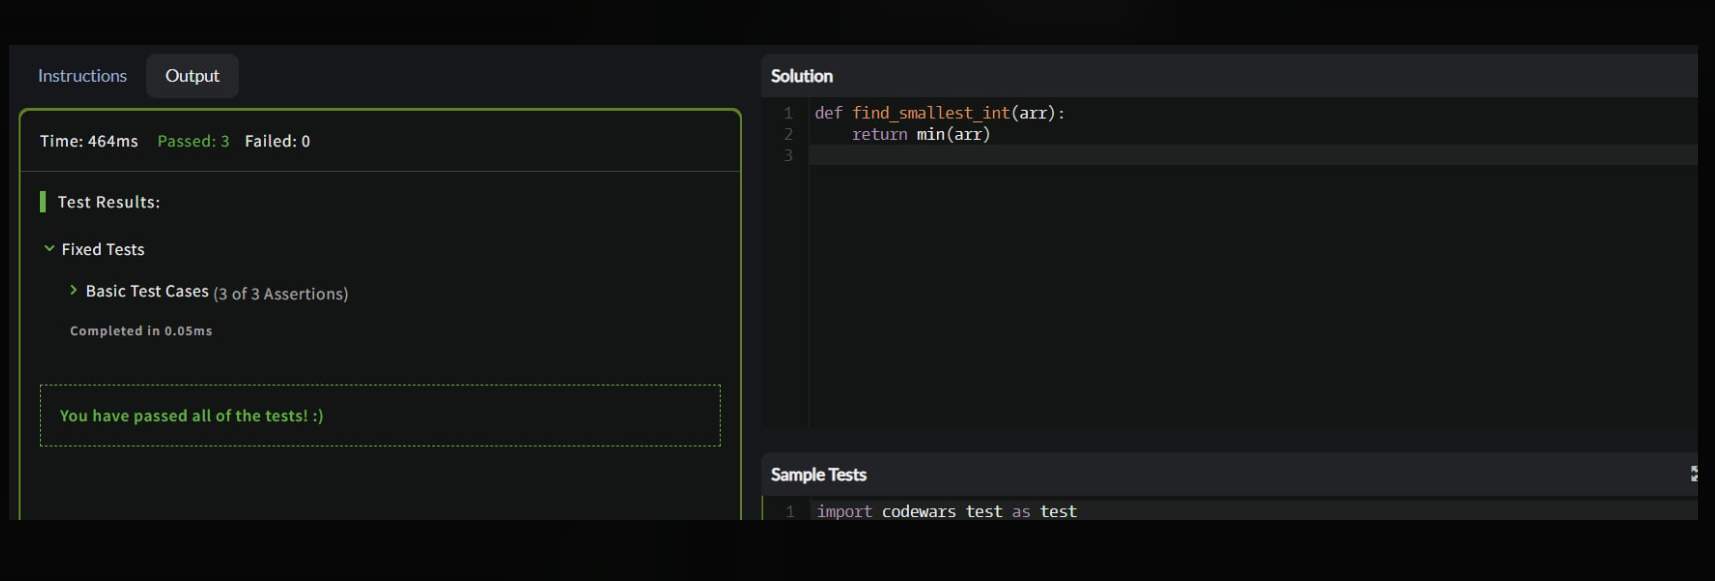 Instructions
Output
Time: 464ms Passed: 3 Failed: 0
Test Results:
Fixed Tests
Basic Test Cases (3 of 3 Assertions)
Completed in 0.05ms
You have passed all of the tests! :)
Solution
1 def find_smallest_int(arr):
2     return min(arr)
3
Sample Tests
1 import codewars test as test